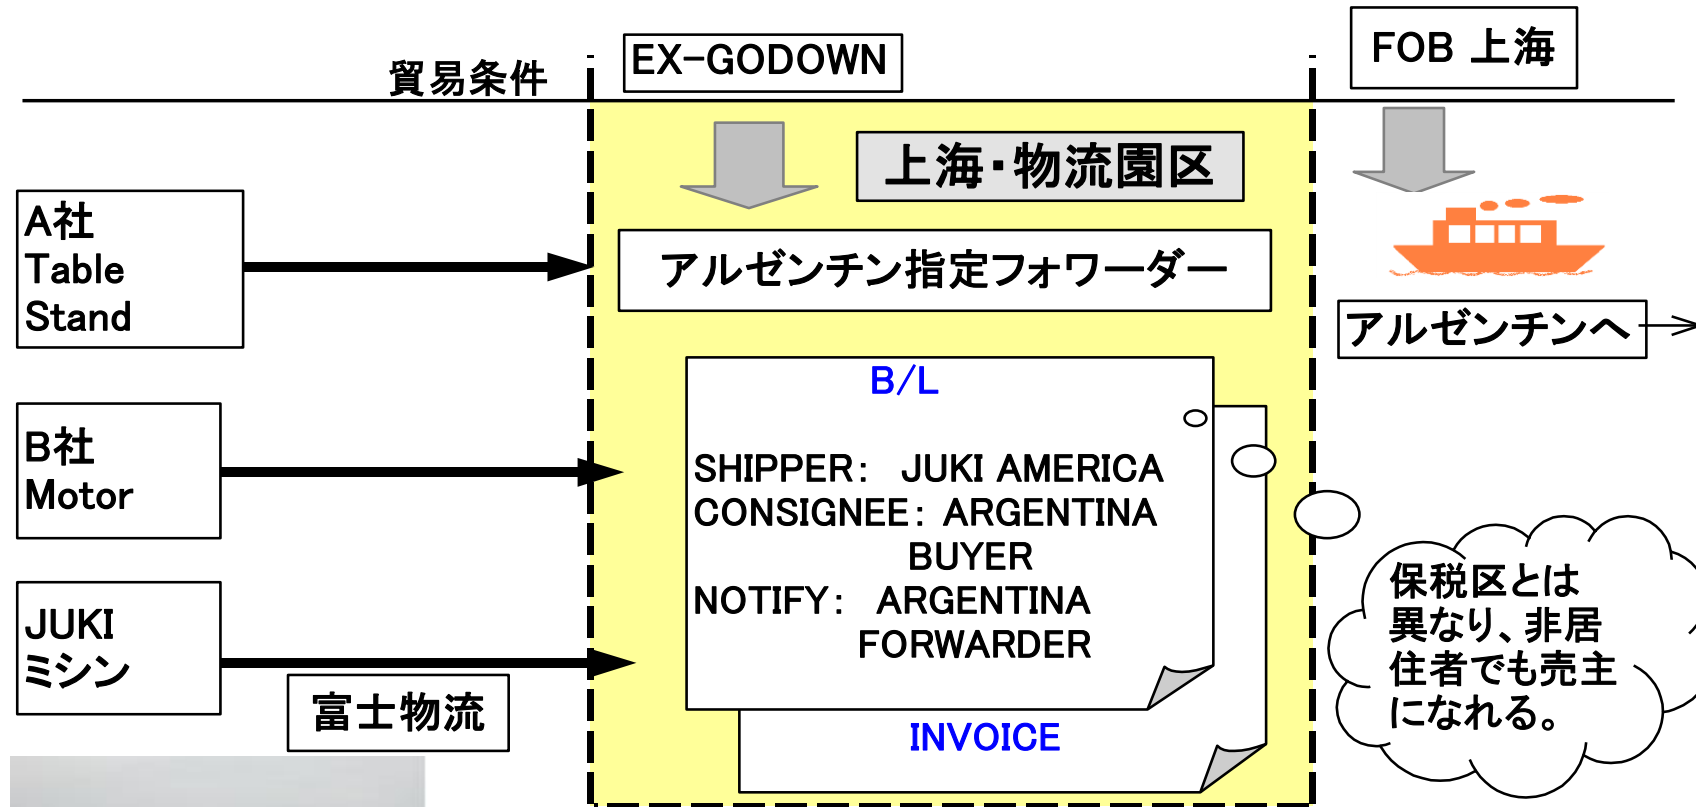 貿易条件
EX-GODOWN
FOB 上海
上海・物流園区
A社
Table
Stand
アルゼンチン指定フォワーダー
アルゼンチンへ
B社
Motor
JUKI
ミシン
富士物流
B/L
SHIPPER: JUKI AMERICA
CONSIGNEE: ARGENTINA
BUYER
NOTIFY: ARGENTINA
FORWARDER
INVOICE
保税区とは
異なり、非居
住者でも売主
になれる。